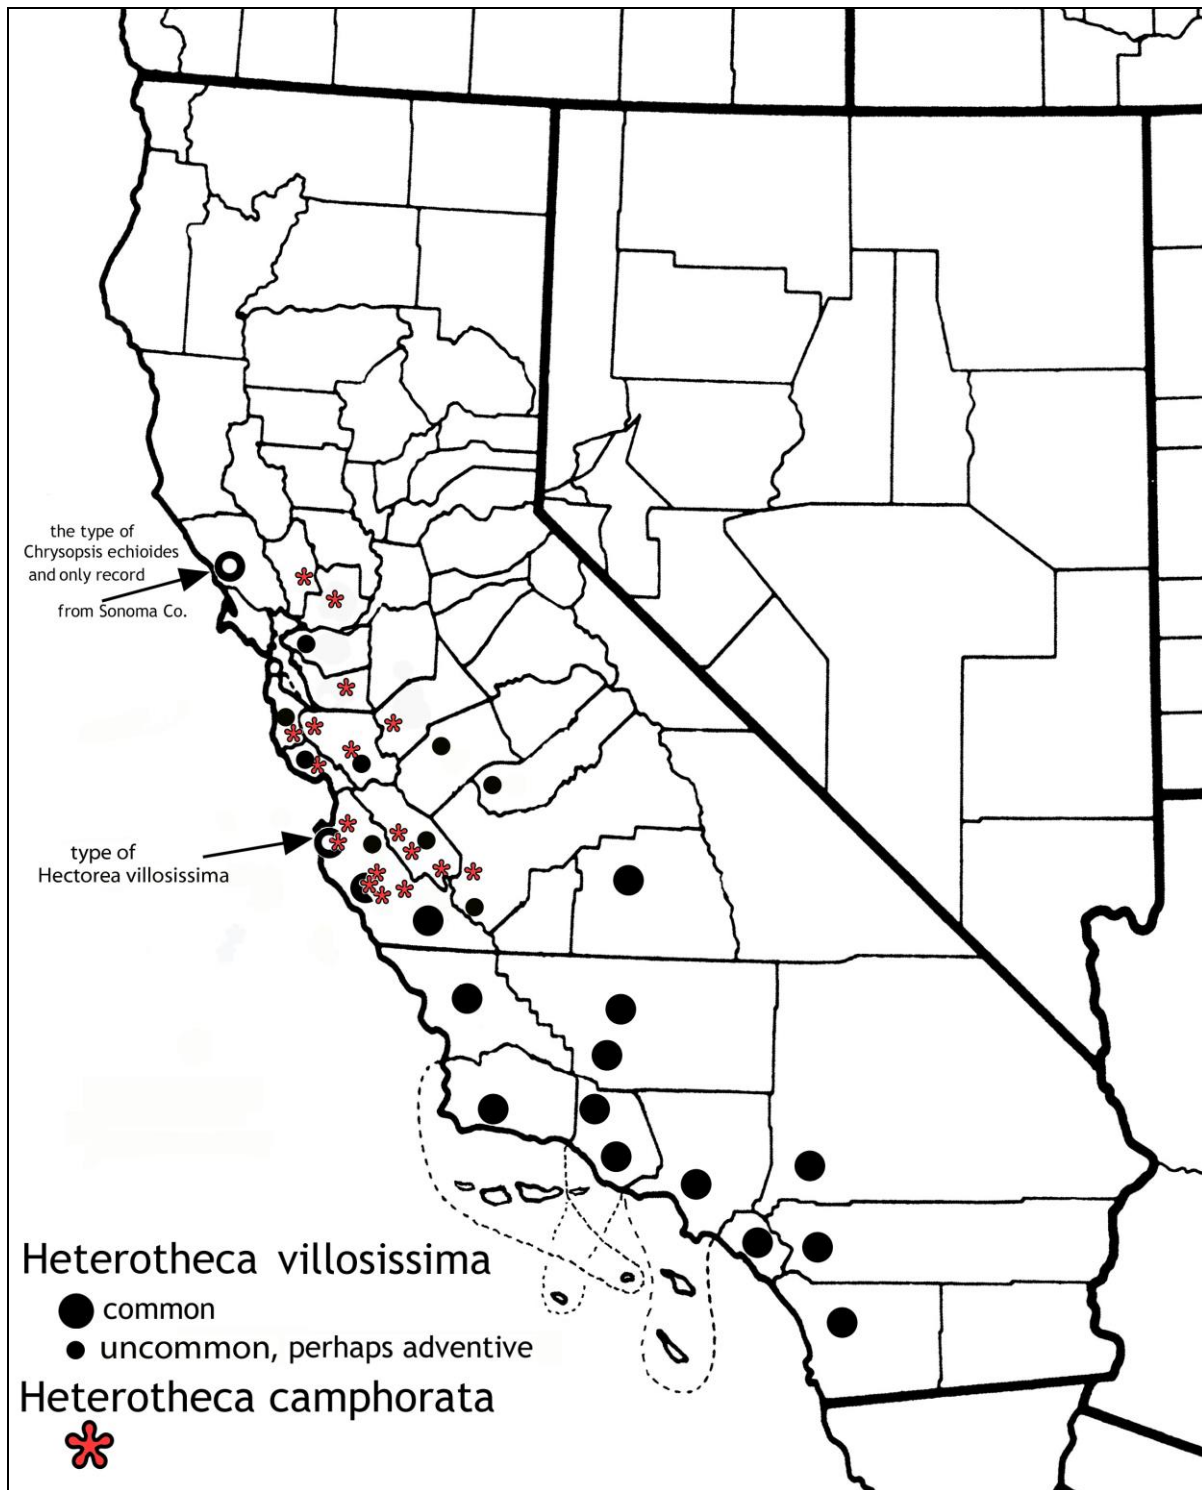 the type of
Chrysopsis echioides
and only record
from Sonoma Co.
type of
Hectorea villosissima
Heterotheca villosissima
common
uncommon, perhaps adventive
Heterotheca camphorata